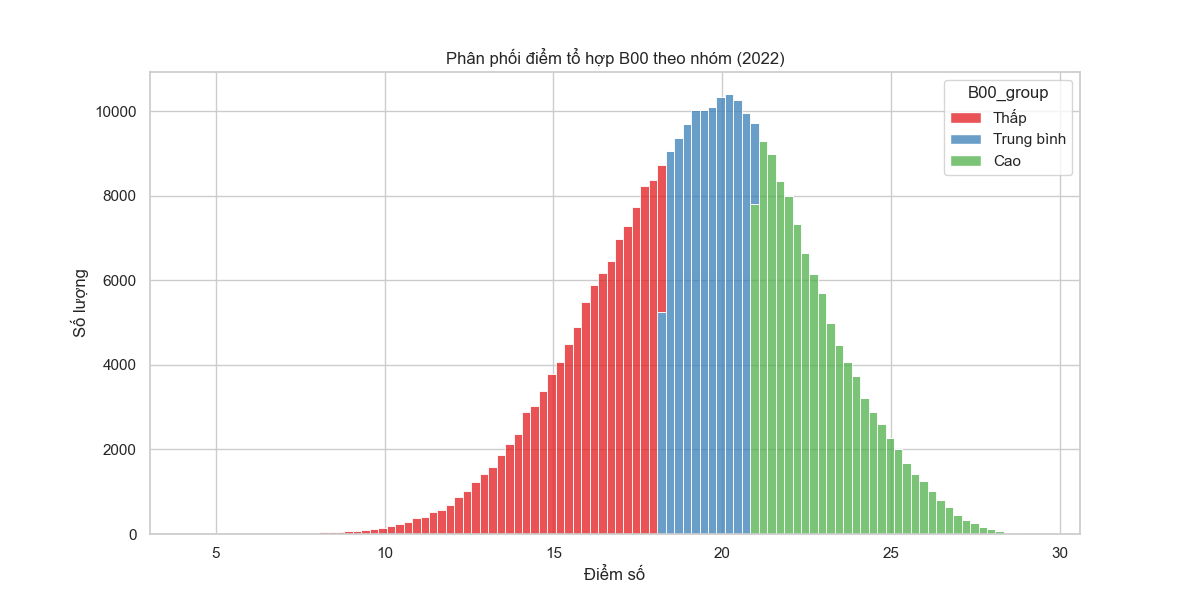 Phân phối điểm tổ hợp B00 theo nhóm (2022)
B00_group
Thấp
Trung bình
Cao
Số lượng
10000
8000
6000
4000
2000
0
5
10
15
20
25
30
Điểm số